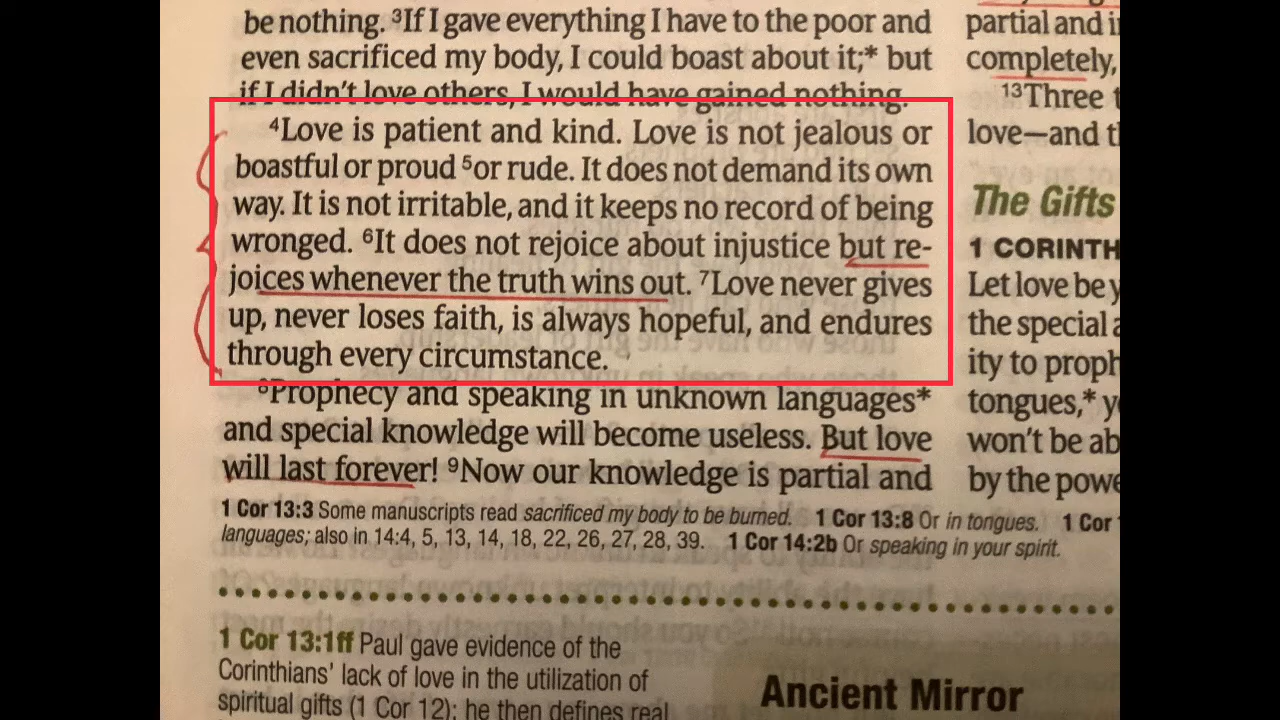 be nothing. ³If I gave everything I have to the poor and
even sacrificed my body, I could boast about it;* but
if I didn't love others, I would have gained nothing.
⁴Love is patient and kind. Love is not jealous or
boastful or proud ⁵or rude. It does not demand its own
way. It is not irritable, and it keeps no record of being
wronged. ⁶It does not rejoice about injustice but re-
joices whenever the truth wins out. ⁷Love never gives
up, never loses faith, is always hopeful, and endures
through every circumstance.
⁸Prophecy and speaking in unknown languages*
and special knowledge will become useless. But love
will last forever! ⁹Now our knowledge is partial and
partial and
completely,
¹³Three
love—and
The Gifts
1 CORINTH
Let love be
the special
ity to proph
tongues,*
won't be ab
by the powe
1 Cor 13:3 Some manuscripts read sacrificed my body to be burned. 1 Cor 13:8 Or in tongues. 1 Cor
languages; also in 14:4, 5, 13, 14, 18, 22, 26, 27, 28, 39. 1 Cor 14:2b Or speaking in your spirit.
1 Cor 13:1ff Paul gave evidence of the
Corinthians' lack of love in the utilization of
spiritual gifts (1 Cor 12); he then defines real
Ancient Mirror